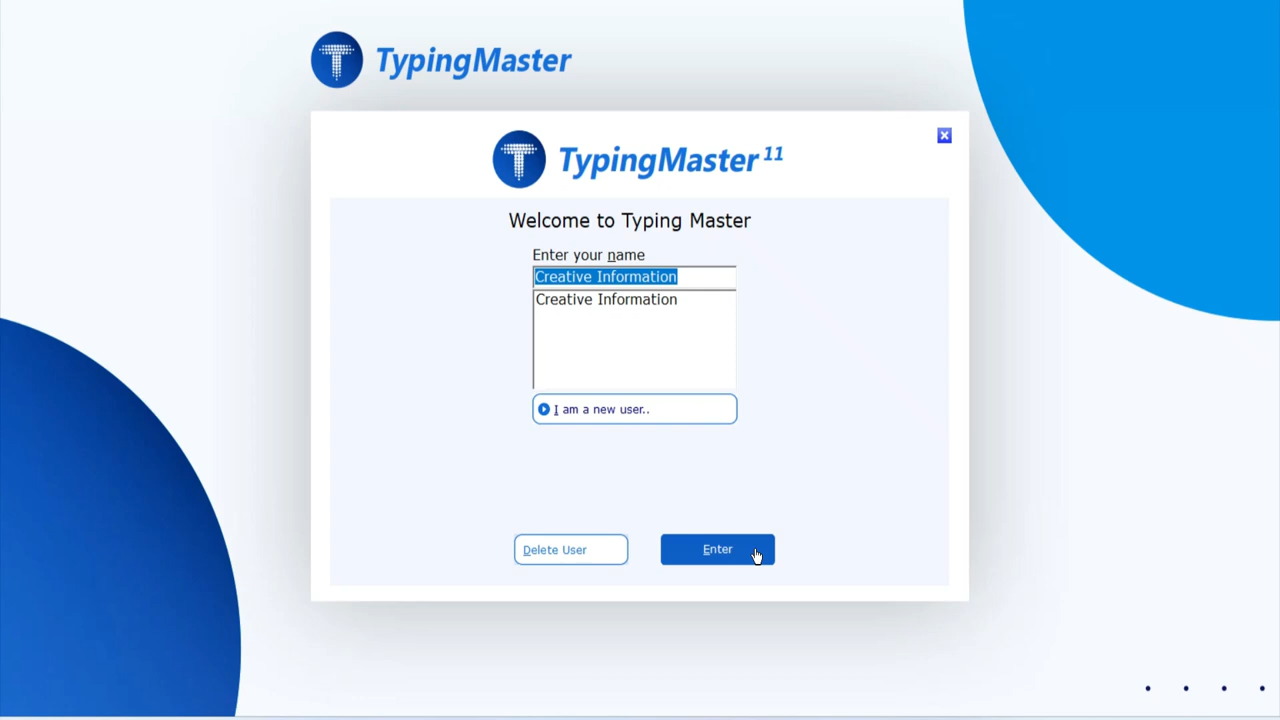 TypingMaster
TypingMaster 11
Welcome to Typing Master
Enter your name
Creative Information
Creative Information
I am a new user..
Delete User
Enter